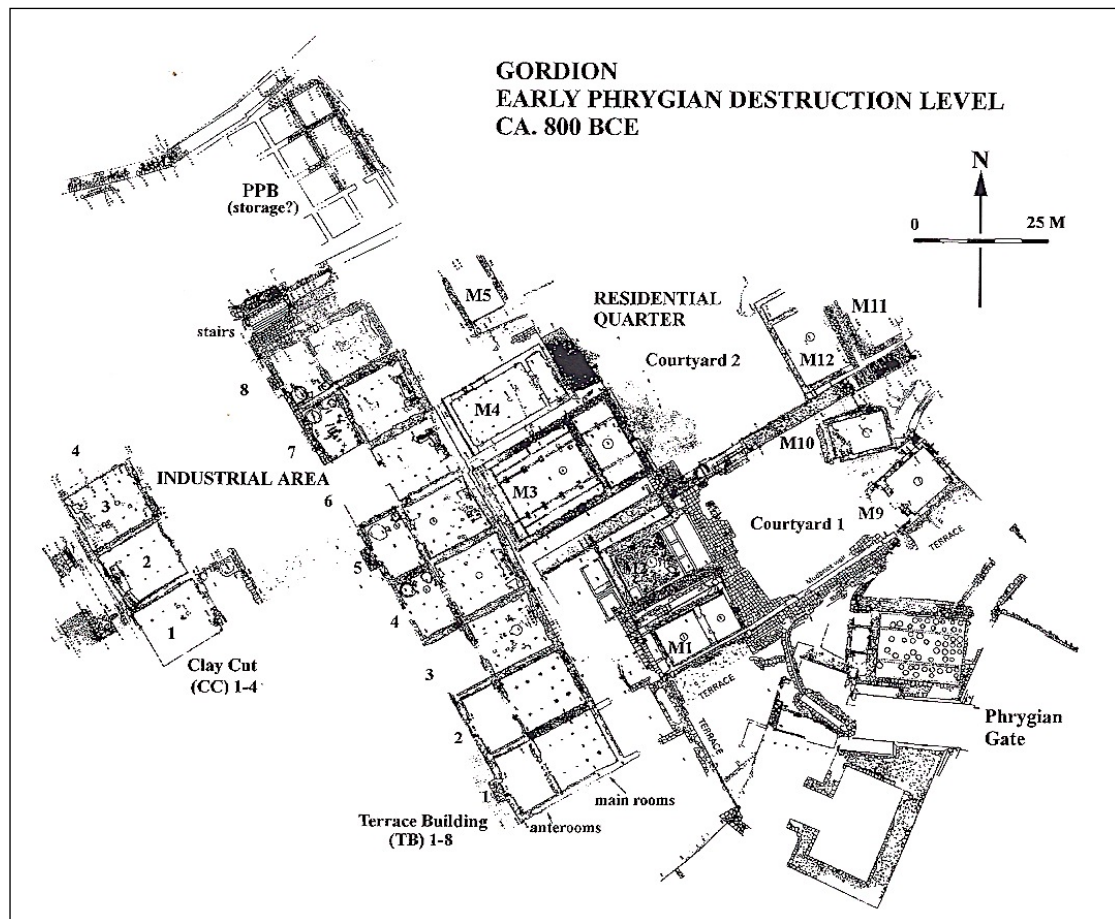 GORDION
EARLY PHRYGIAN DESTRUCTION LEVEL
CA. 800 BCE
N
0 25 M
PPB
(storage?)
stairs
M5
RESIDENTIAL
QUARTER
Courtyard 2
M11
M12
8
M4
M10
7
4
INDUSTRIAL AREA
3
6
M3
Courtyard 1
M9
TERRACE
2
5
M2
Mudbrick wall
1
4
M1
Clay Cut
(CC) 1-4
3
TERRACE
TERRACE
Phrygian
Gate
2
1
main rooms
Terrace Building
(TB) 1-8
anterooms